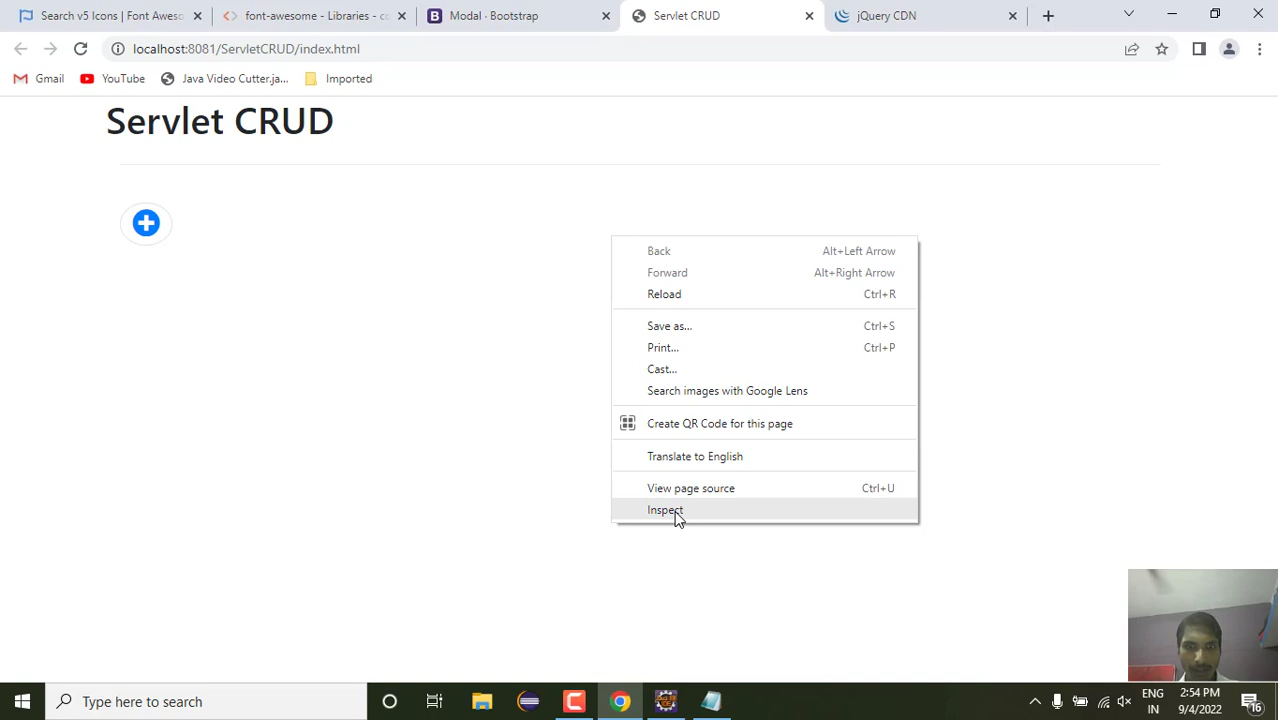 Search v5 Icons | Font Aweso
font-awesome - Libraries - cd
Modal · Bootstrap
Servlet CRUD
jQuery CDN
localhost:8081/ServletCRUD/index.html
Gmail
YouTube
Java Video Cutter.ja...
Imported
Servlet CRUD
Back Alt+Left Arrow
Forward Alt+Right Arrow
Reload Ctrl+R
Save as... Ctrl+S
Print... Ctrl+P
Cast...
Search images with Google Lens
Create QR Code for this page
Translate to English
View page source Ctrl+U
Inspect
Type here to search
ENG
IN
2:54 PM
9/4/2022
16